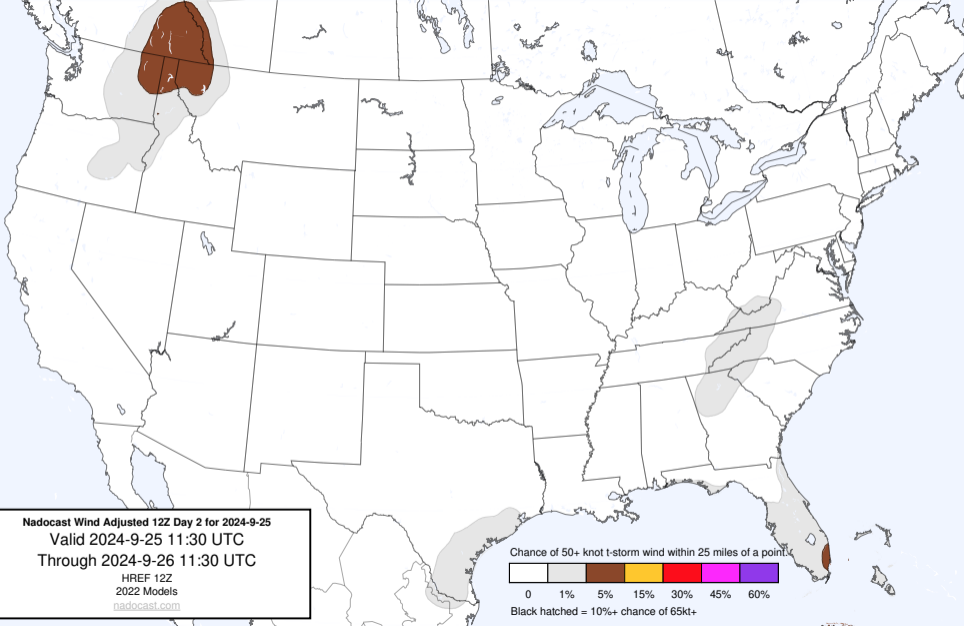 Nadocast Wind Adjusted 12Z Day 2 for 2024-9-25
Valid 2024-9-25 11:30 UTC
Through 2024-9-26 11:30 UTC
HREF 12Z
2022 Models
nadocast.com
Chance of 50+ knot t-storm wind within 25 miles of a point.
0 1% 5% 15% 30% 45% 60%
Black hatched = 10%+ chance of 65kt+